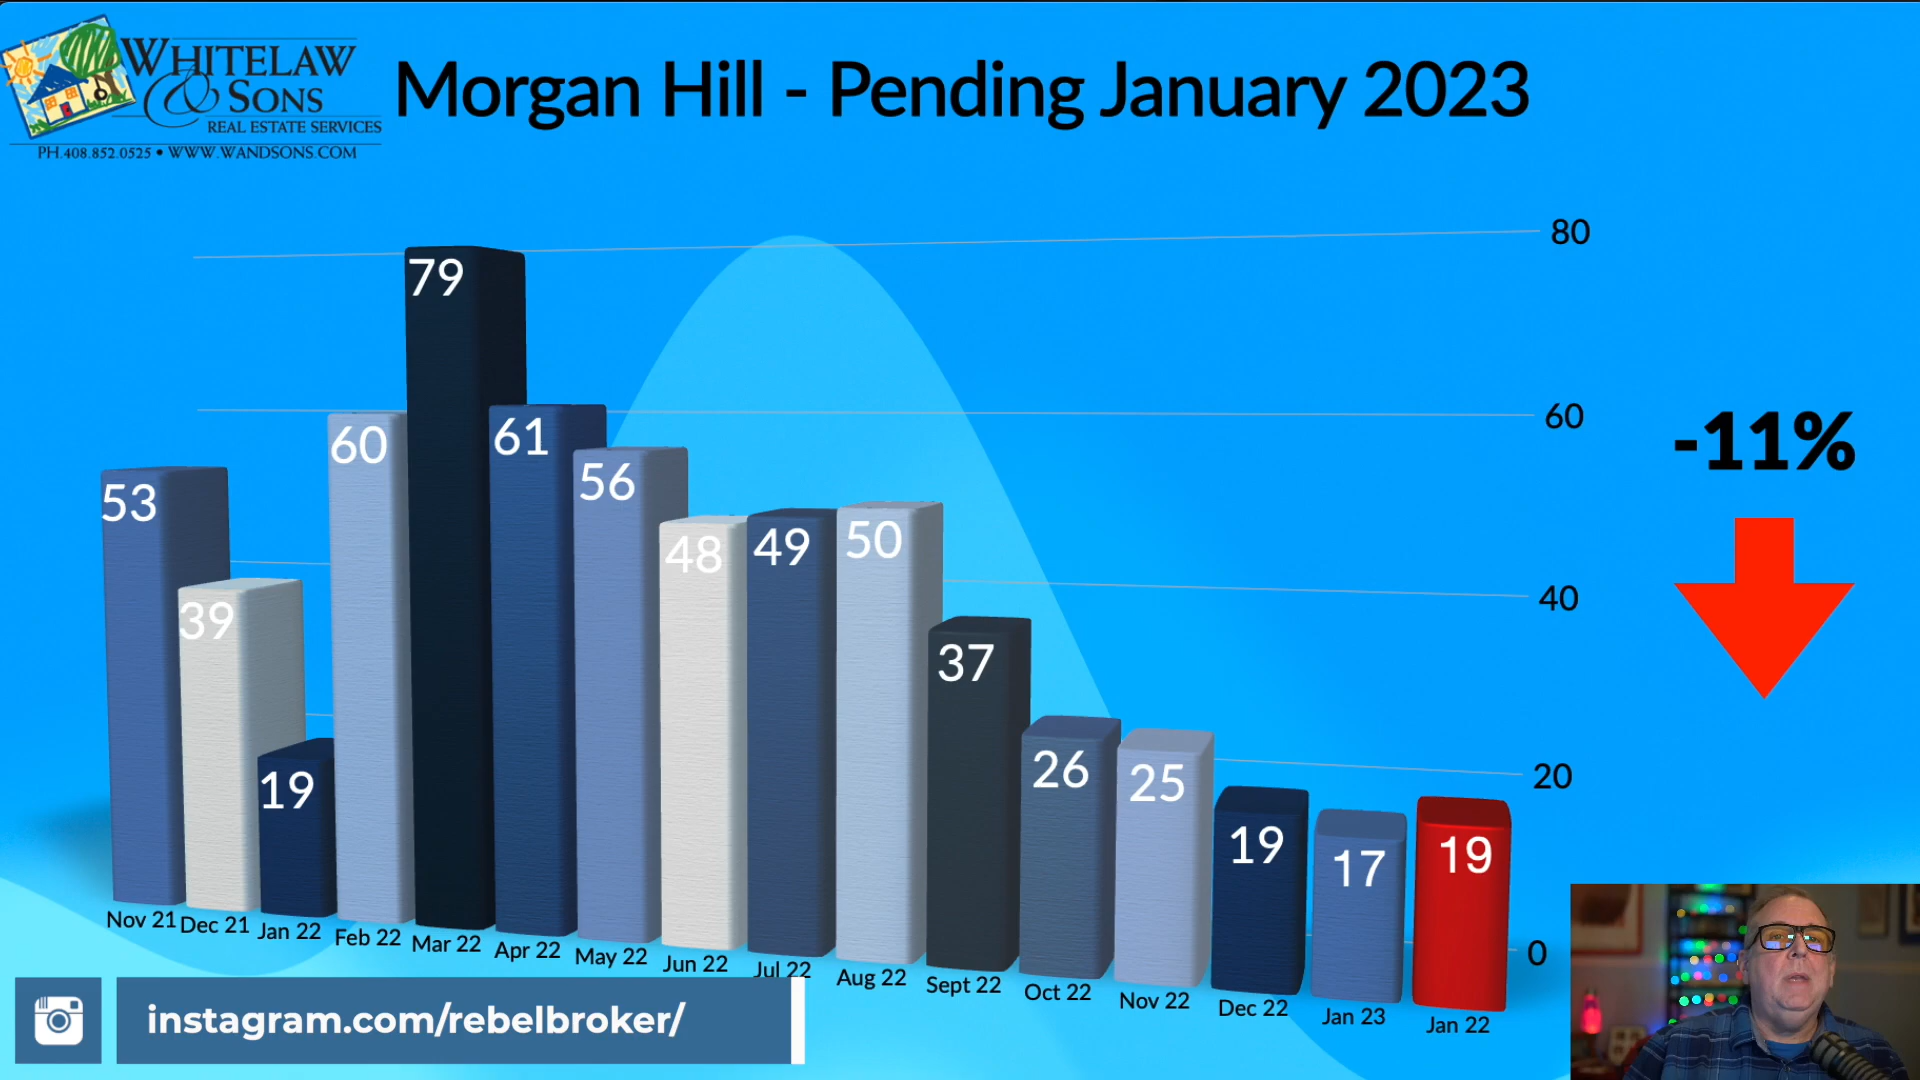 WHITELAW
& SONS
REAL ESTATE SERVICES
PH.408.852.0525 • WWW.WANDSONS.COM
Morgan Hill - Pending January 2023
80
60
40
20
0
53
39
19
60
79
61
56
48
49
50
37
26
25
19
17
19
-11%
Nov 21
Dec 21
Jan 22
Feb 22
Mar 22
Apr 22
May 22
Jun 22
Jul 22
Aug 22
Sept 22
Oct 22
Nov 22
Dec 22
Jan 23
Jan 22
instagram.com/rebelbroker/